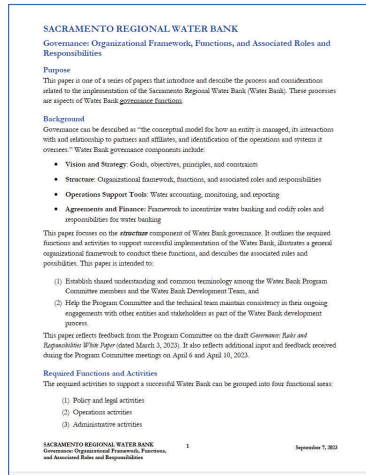 SACRAMENTO REGIONAL WATER BANK
Governance: Organizational Framework, Functions, and Associated Roles and
Responsibilities
Purpose
This paper is one of a series of papers that introduce and describe the process and considerations
related to the implementation of the Sacramento Regional Water Bank (Water Bank). These processes
are aspects of Water Bank governance functions.
Background
Governance can be described as “the conceptual model for how an entity is managed, its interactions
with and relationship to partners and affiliates, and identification of the operations and systems it
oversees.” Water Bank governance components include:
• Vision and Strategy: Goals, objectives, principles, and constraints
• Structure: Organizational framework, functions, and associated roles and responsibilities
• Operations Support Tools: Water accounting, monitoring, and reporting
• Agreements and Finance: Framework to incentivize water banking and codify roles and
responsibilities for water banking
This paper focuses on the structure component of Water Bank governance. It outlines the required
functions and activities to support successful implementation of the Water Bank, illustrates a general
organizational framework to conduct these functions, and describes the associated roles and
possibilities. This paper is intended to:
(1) Establish shared understanding and common terminology among the Water Bank Program
Committee members and the Water Bank Development Team, and
(2) Help the Program Committee and the technical team maintain consistency in their ongoing
engagements with other entities and stakeholders as part of the Water Bank development
process.
This paper reflects feedback from the Program Committee on the draft Governance: Roles and
Responsibilities White Paper (dated March 3, 2023). It also reflects additional input and feedback received
during the Program Committee meetings on April 6 and April 10, 2023.
Required Functions and Activities
The required activities to support a successful Water Bank can be grouped into four functional areas:
(1) Policy and legal activities
(2) Operations activities
(3) Administrative activities
SACRAMENTO REGIONAL WATER BANK 1 September 7, 2023
Governance: Organizational Framework, Functions,
and Associated Roles and Responsibilities